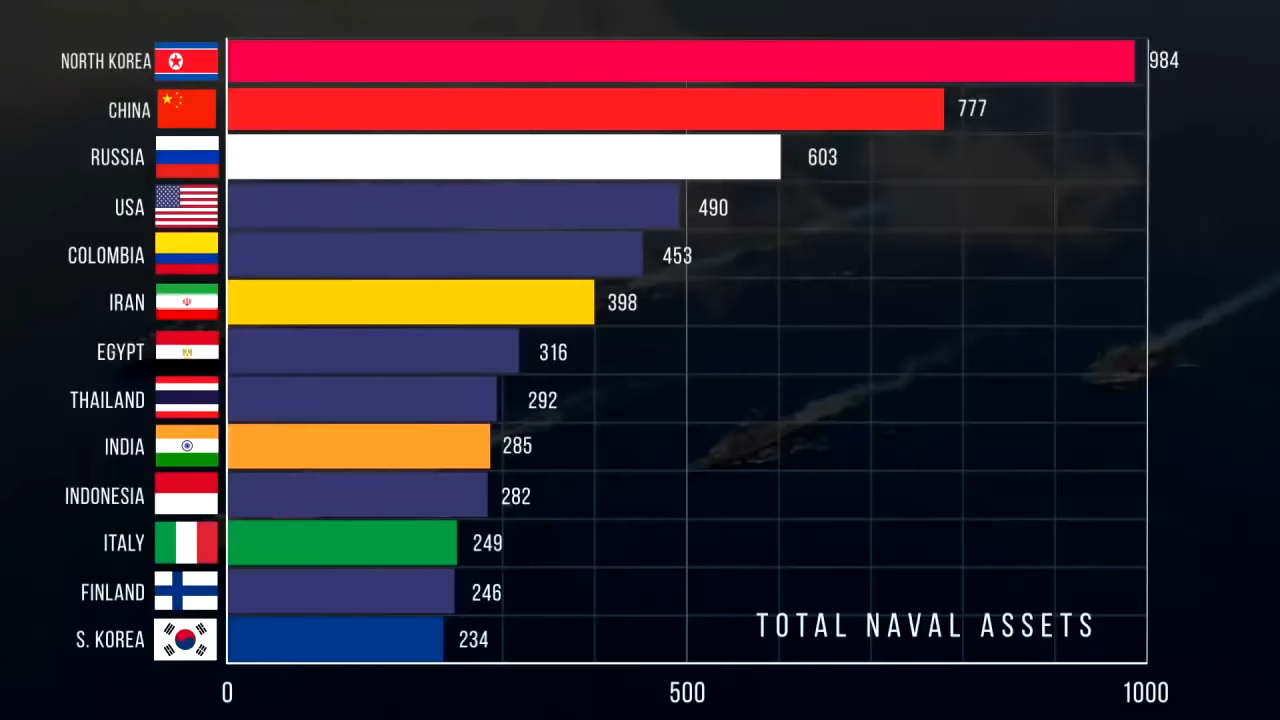 NORTH KOREA 984
CHINA 777
RUSSIA 603
USA 490
COLOMBIA 453
IRAN 398
EGYPT 316
THAILAND 292
INDIA 285
INDONESIA 282
ITALY 249
FINLAND 246
TOTAL NAVAL ASSETS
S. KOREA 234
0 500 1000